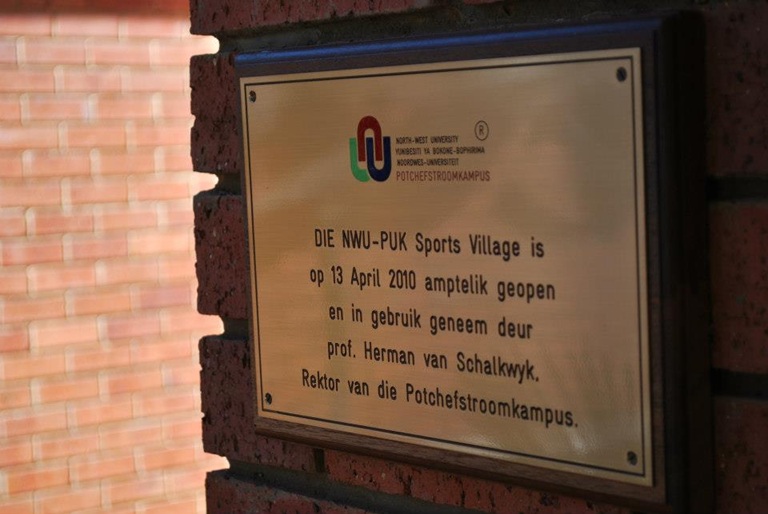 NORTH-WEST UNIVERSITY ®
YUNIBESITI YA BOKONE-BOPHIRIMA
NOORDWES-UNIVERSITEIT
POTCHEFSTROOMKAMPUS
DIE NWU-PUK Sports Village is
op 13 April 2010 amptelik geopen
en in gebruik geneem deur
prof. Herman van Schalkwyk.
Rektor van die Potchefstroomkampus.